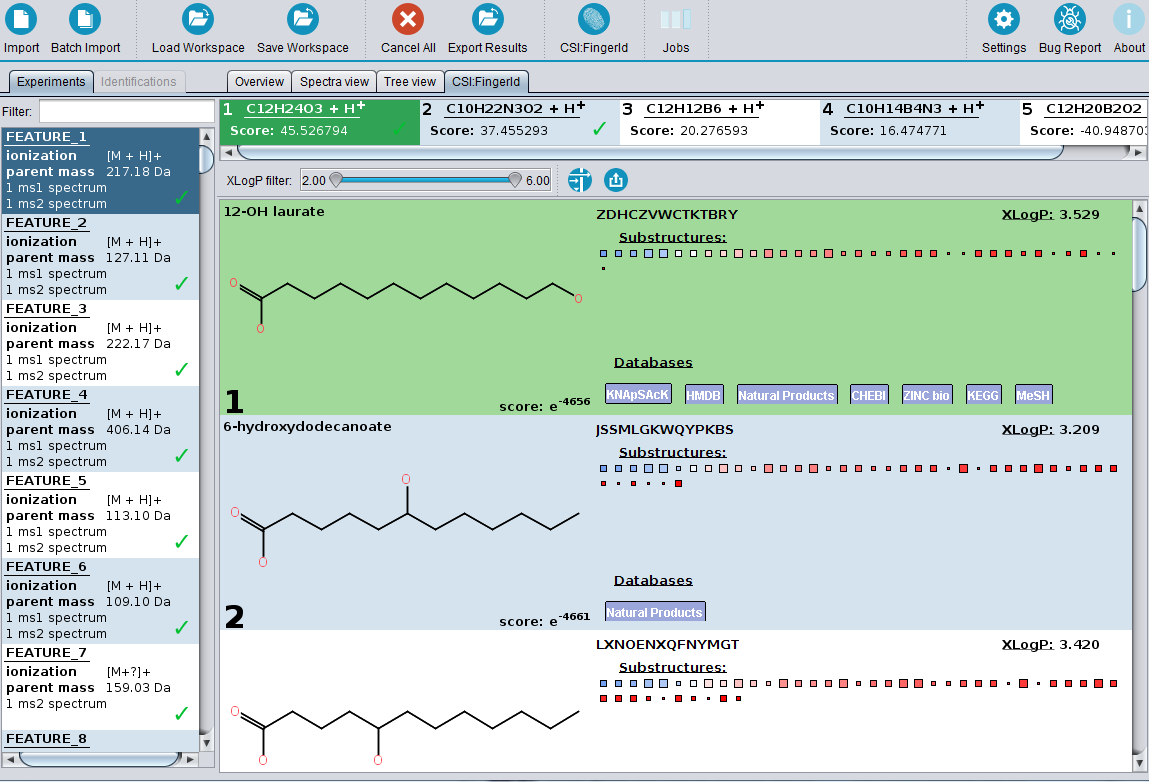 Import Batch Import Load Workspace Save Workspace Cancel All Export Results CSI:FingerId Jobs Settings Bug Report About
Experiments Identifications
Filter:
FEATURE_1
ionization [M + H]+
parent mass 217.18 Da
1 ms1 spectrum
1 ms2 spectrum
FEATURE_2
ionization [M + H]+
parent mass 127.11 Da
1 ms1 spectrum
1 ms2 spectrum
FEATURE_3
ionization [M + H]+
parent mass 222.17 Da
1 ms1 spectrum
1 ms2 spectrum
FEATURE_4
ionization [M + H]+
parent mass 406.14 Da
1 ms1 spectrum
1 ms2 spectrum
FEATURE_5
ionization [M + H]+
parent mass 113.10 Da
1 ms1 spectrum
1 ms2 spectrum
FEATURE_6
ionization [M + H]+
parent mass 109.10 Da
1 ms1 spectrum
1 ms2 spectrum
FEATURE_7
ionization [M+?]+
parent mass 159.03 Da
1 ms2 spectrum
FEATURE_8
Overview Spectra view Tree view CSI:FingerId
1 C12H24O3 + H+
Score: 45.526794
2 C10H22N3O2 + H+
Score: 37.455293
3 C12H12B6 + H+
Score: 20.276593
4 C10H14B4N3 + H+
Score: 16.474771
5 C12H20B2O2
Score: -40.948703
XLogP filter: 2.00 6.00
12-OH laurate
ZDHCZVWCTKTBRY XLogP: 3.529
Substructures:
O
O
O
Databases
KNApSAcK HMDB Natural Products CHEBI ZINC bio KEGG MeSH
1 score: e-4656
6-hydroxydodecanoate
JSSMLGKWQYPKBS XLogP: 3.209
Substructures:
O
O
O
Databases
Natural Products
2 score: e-4661
LXNOENXQFNYMGT XLogP: 3.420
Substructures:
O
O
O